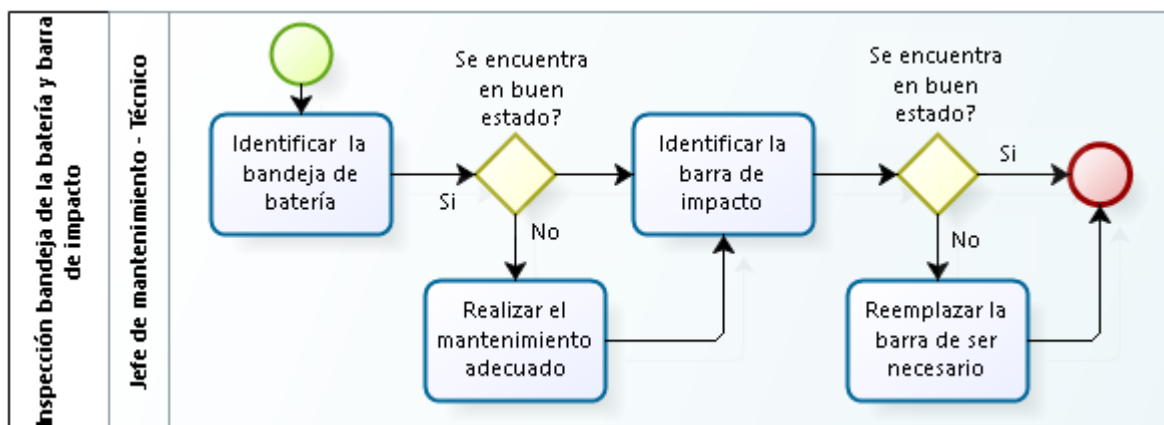 Inspección bandeja de la batería y barra
de impacto
Jefe de mantenimiento - Técnico
Identificar la
bandeja de
batería
Si
Se encuentra
en buen
estado?
No
Realizar el
mantenimiento
adecuado
Identificar la
barra de
impacto
Se encuentra
en buen
estado?
Si
No
Reemplazar la
barra de ser
necesario